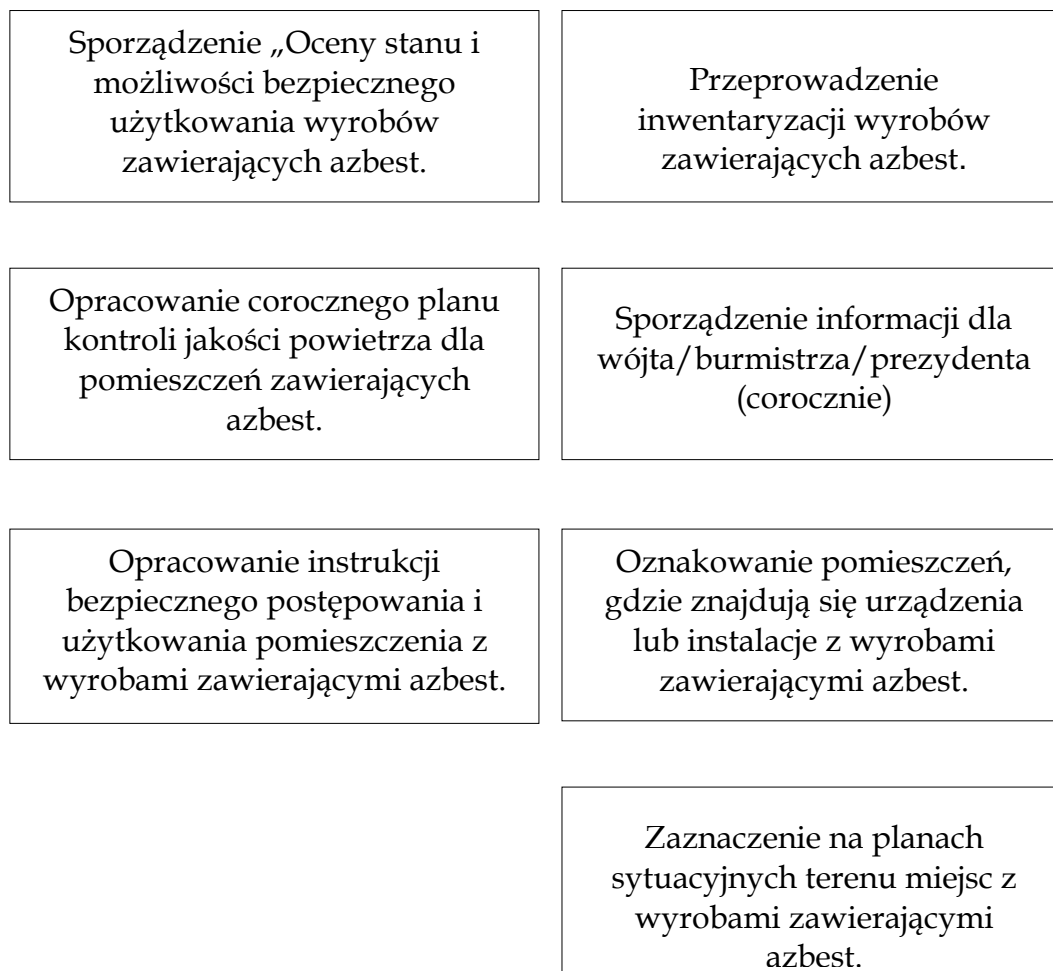 Sporządzenie „Oceny stanu i
możliwości bezpiecznego
użytkowania wyrobów
zawierających azbest.
Przeprowadzenie
inwentaryzacji wyrobów
zawierających azbest.
Opracowanie corocznego planu
kontroli jakości powietrza dla
pomieszczeń zawierających
azbest.
Sporządzenie informacji dla
wójta/burmistrza/prezydenta
(corocznie)
Opracowanie instrukcji
bezpiecznego postępowania i
użytkowania pomieszczenia z
wyrobami zawierającymi azbest.
Oznakowanie pomieszczeń,
gdzie znajdują się urządzenia
lub instalacje z wyrobami
zawierającymi azbest.
Zaznaczenie na planach
sytuacyjnych terenu miejsc z
wyrobami zawierającymi
azbest.